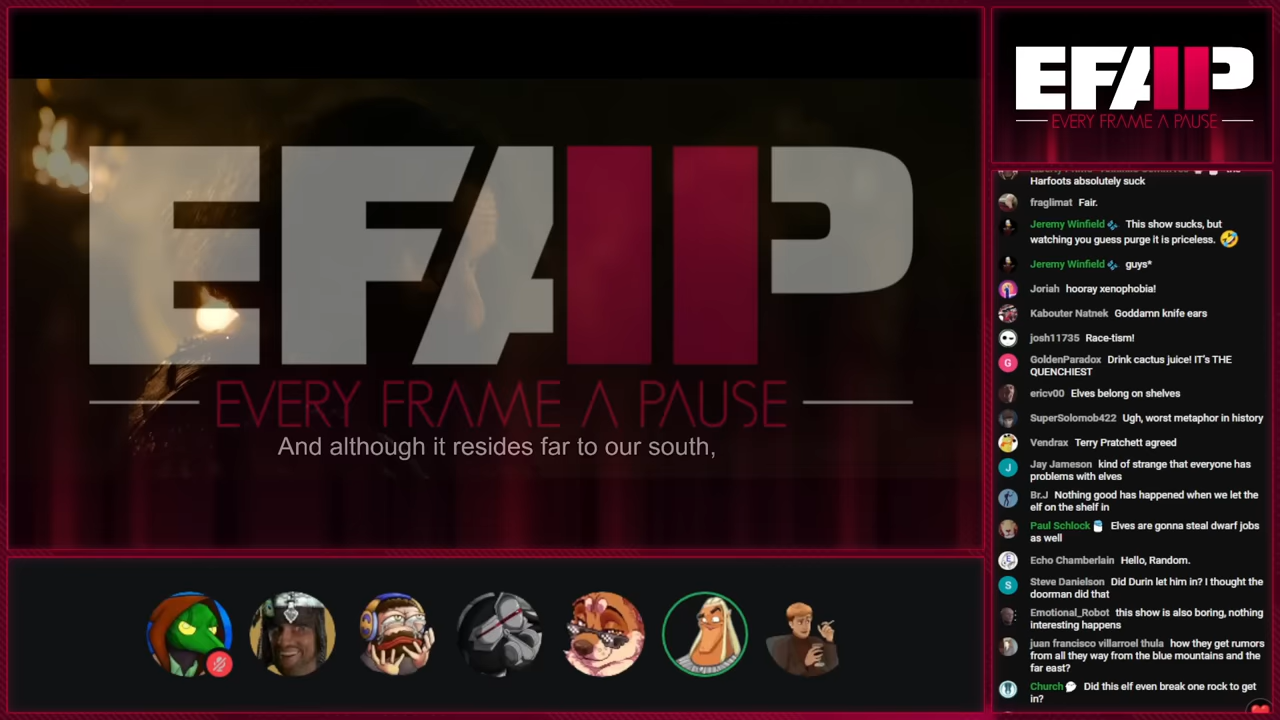 EFAP
EVERY FRAME A PAUSE
And although it resides far to our south,
EFAP
EVERY FRAME A PAUSE
Harfoots absolutely suck
fraglimat Fair.
Jeremy Winfield This show sucks, but
watching you guess purge it is priceless. 🤣
Jeremy Winfield guys*
Joriah hooray xenophobia!
Kabouter Natnek Goddamn knife ears
josh11735 Race-tism!
G GoldenParadox Drink cactus juice! IT's THE
QUENCHIEST
ericv00 Elves belong on shelves
SuperSolomob422 Ugh, worst metaphor in history
Vendrax Terry Pratchett agreed
J Jay Jameson kind of strange that everyone has
problems with elves
Br.J Nothing good has happened when we let the
elf on the shelf in
Paul Schlock Elves are gonna steal dwarf jobs
as well
Echo Chamberlain Hello, Random.
S Steve Danielson Did Durin let him in? I thought the
doorman did that
Emotional_Robot this show is also boring, nothing
interesting happens
juan francisco villarroel thula how they get rumors
from all they way from the blue mountains and the
far east?
Church Did this elf even break one rock to get
in?